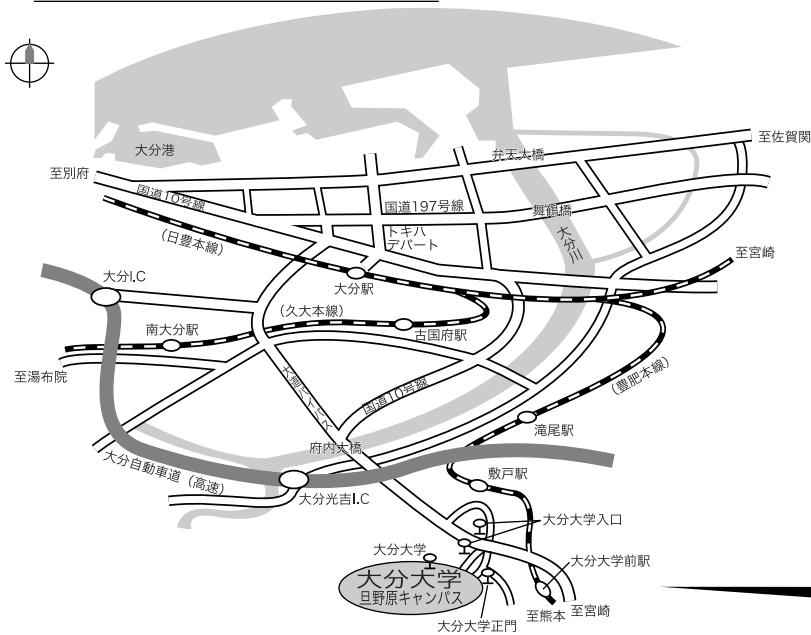 至佐賀関
大分港
弁天大橋
至別府
国道10号線
国道197号線
舞鶴橋
トキハ
デパート
大分川
(日豊本線)
至宮崎
大分I.C
大分駅
(久大本線)
南大分駅
古国府駅
至湯布院
大道バイパス
国道10号線
(豊肥本線)
滝尾駅
府内大橋
大分自動車道(高速)
敷戸駅
大分光吉I.C
大分大学入口
大分大学
大分大学前駅
大分大学
旦野原キャンパス
至熊本
至宮崎
大分大学正門